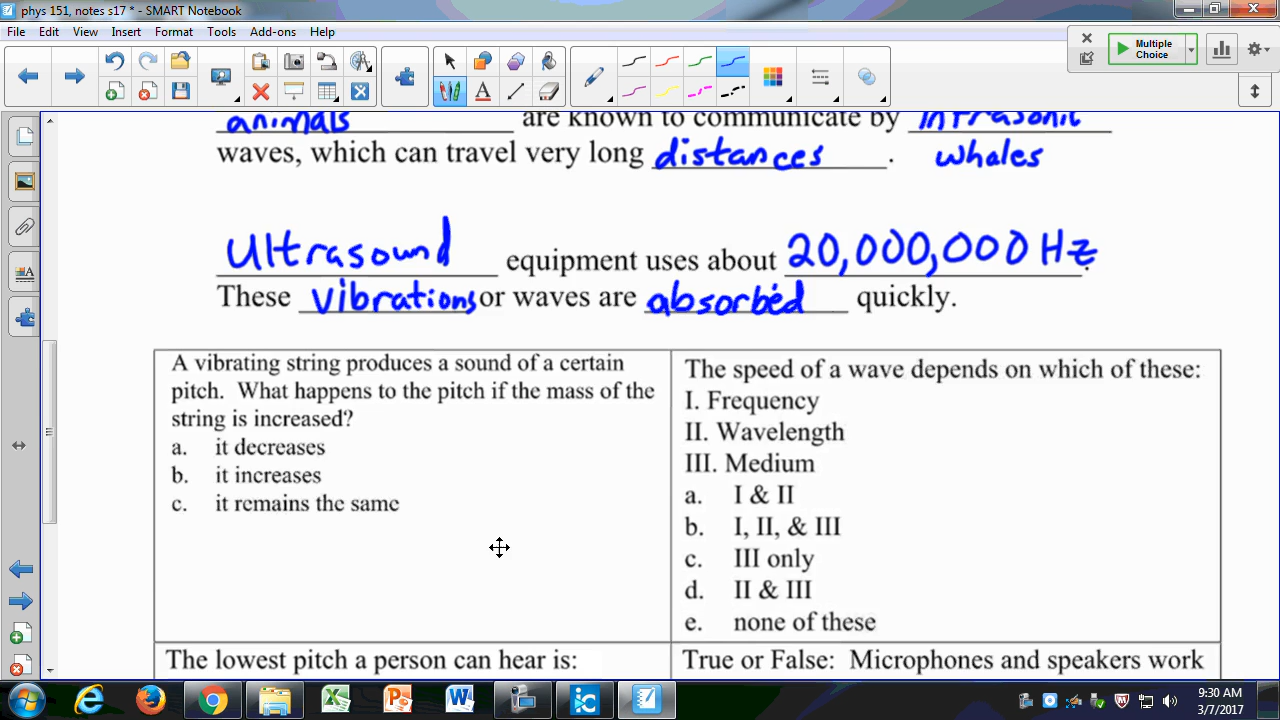 phys 151, notes s17 * - SMART Notebook
File Edit View Insert Format Tools Add-ons Help
Multiple
Choice
animals are known to communicate by infrasonic
waves, which can travel very long distances. whales
Ultrasound equipment uses about 20,000,000 Hz.
These vibrations or waves are absorbed quickly.
A vibrating string produces a sound of a certain
pitch. What happens to the pitch if the mass of the
string is increased?
a. it decreases
b. it increases
c. it remains the same
The speed of a wave depends on which of these:
I. Frequency
II. Wavelength
III. Medium
a. I & II
b. I, II, & III
c. III only
d. II & III
e. none of these
The lowest pitch a person can hear is:
True or False: Microphones and speakers work
9:30 AM
3/7/2017